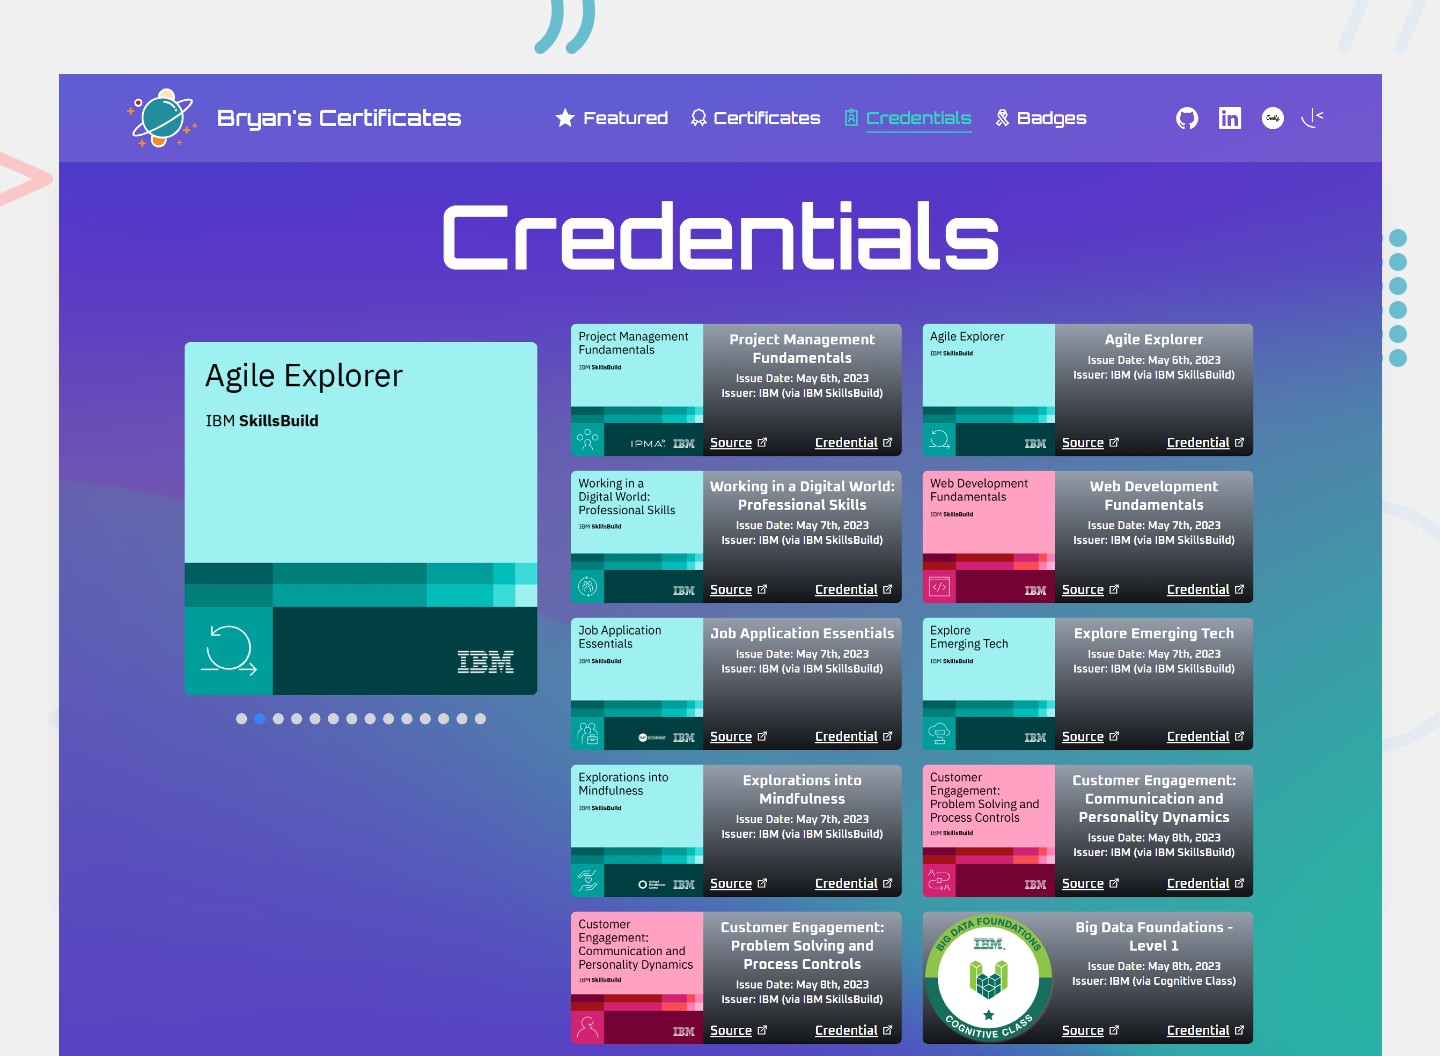 Bryan's Certificates
Featured
Certificates
Credentials
Badges
Credentials
Agile Explorer
IBM SkillsBuild
IBM
Project Management
Fundamentals
IBM SkillsBuild
IPMA
IBM
Project Management
Fundamentals
Issue Date: May 6th, 2023
Issuer: IBM (via IBM SkillsBuild)
Source
Credential
Agile Explorer
IBM SkillsBuild
IBM
Agile Explorer
Issue Date: May 6th, 2023
Issuer: IBM (via IBM SkillsBuild)
Source
Credential
Working in a
Digital World:
Professional Skills
IBM SkillsBuild
IBM
Working in a Digital World:
Professional Skills
Issue Date: May 7th, 2023
Issuer: IBM (via IBM SkillsBuild)
Source
Credential
Web Development
Fundamentals
IBM SkillsBuild
IBM
Web Development
Fundamentals
Issue Date: May 7th, 2023
Issuer: IBM (via IBM SkillsBuild)
Source
Credential
Job Application
Essentials
IBM SkillsBuild
IBM
Job Application Essentials
Issue Date: May 7th, 2023
Issuer: IBM (via IBM SkillsBuild)
Source
Credential
Explore
Emerging Tech
IBM SkillsBuild
IBM
Explore Emerging Tech
Issue Date: May 7th, 2023
Issuer: IBM (via IBM SkillsBuild)
Source
Credential
Explorations into
Mindfulness
IBM SkillsBuild
IBM
Explorations into
Mindfulness
Issue Date: May 7th, 2023
Issuer: IBM (via IBM SkillsBuild)
Source
Credential
Customer
Engagement:
Problem Solving and
Process Controls
IBM SkillsBuild
IBM
Customer Engagement:
Communication and
Personality Dynamics
Issue Date: May 8th, 2023
Issuer: IBM (via IBM SkillsBuild)
Source
Credential
Customer
Engagement:
Communication and
Personality Dynamics
IBM SkillsBuild
IBM
Customer Engagement:
Problem Solving and
Process Controls
Issue Date: May 8th, 2023
Issuer: IBM (via IBM SkillsBuild)
Source
Credential
BIG DATA FOUNDATIONS
IBM
COGNITIVE CLASS
Big Data Foundations -
Level 1
Issue Date: May 8th, 2023
Issuer: IBM (via Cognitive Class)
Source
Credential